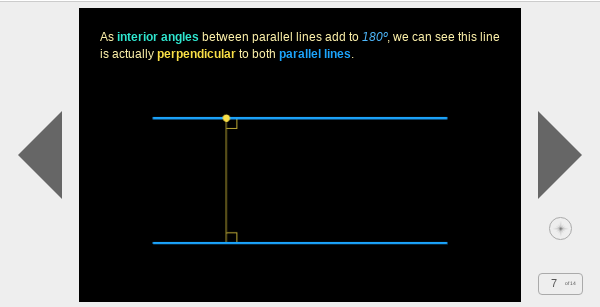 As interior angles between parallel lines add to 180º, we can see this line
is actually perpendicular to both parallel lines.
7 of 14